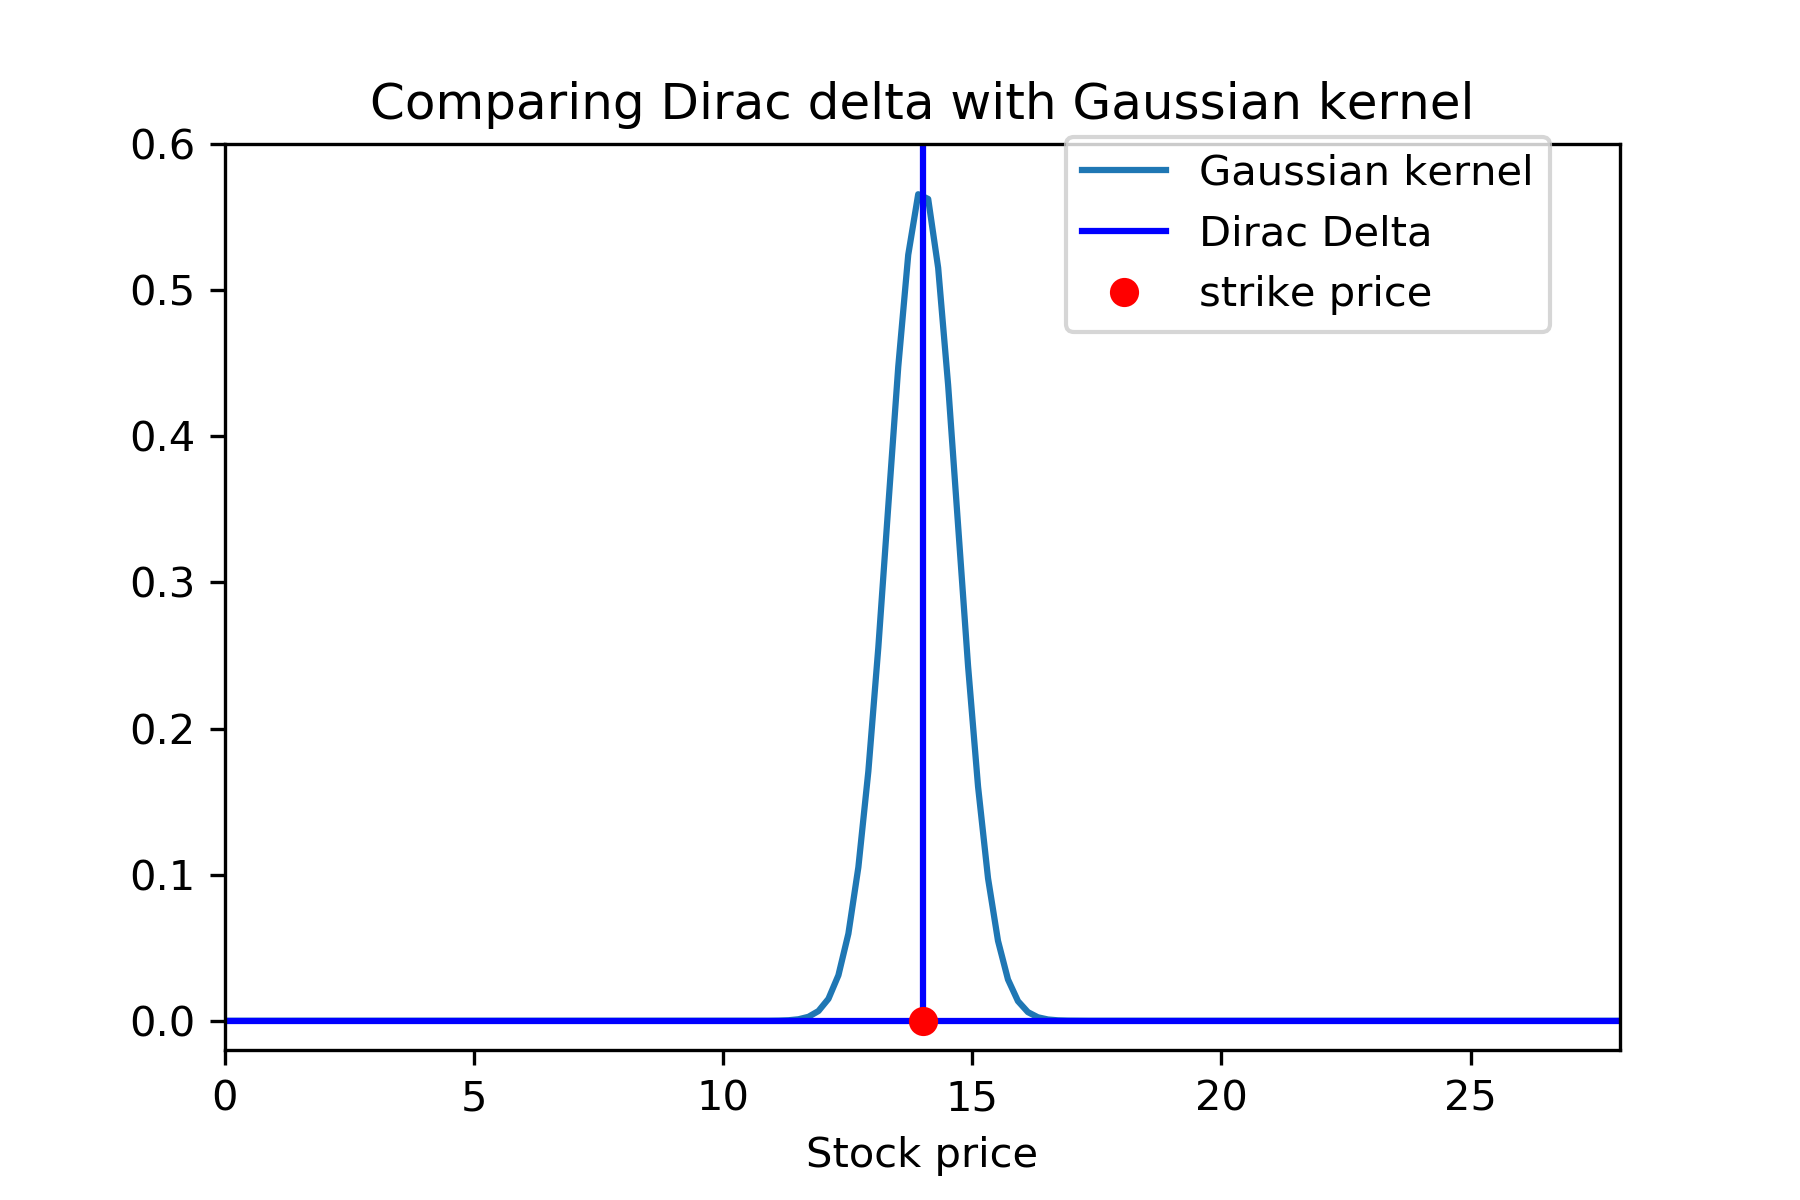 Comparing Dirac delta with Gaussian kernel
Gaussian kernel
Dirac Delta
strike price
0.6
0.5
0.4
0.3
0.2
0.1
0.0
0 5 10 15 20 25
Stock price